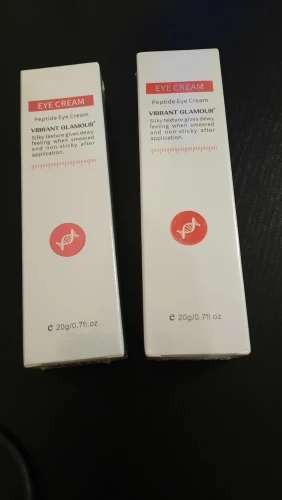 EYE CREAM
Peptide Eye Cream
VIBRANT GLAMOUR®
Silky texture gives dewy
feeling when smeared
and non-sticky after
application.
e 20g/0.7fl.oz
EYE CREAM
Peptide Eye Cream
VIBRANT GLAMOUR®
Silky texture gives dewy
feeling when smeared
and non-sticky after
application.
e 20g/0.7fl.oz